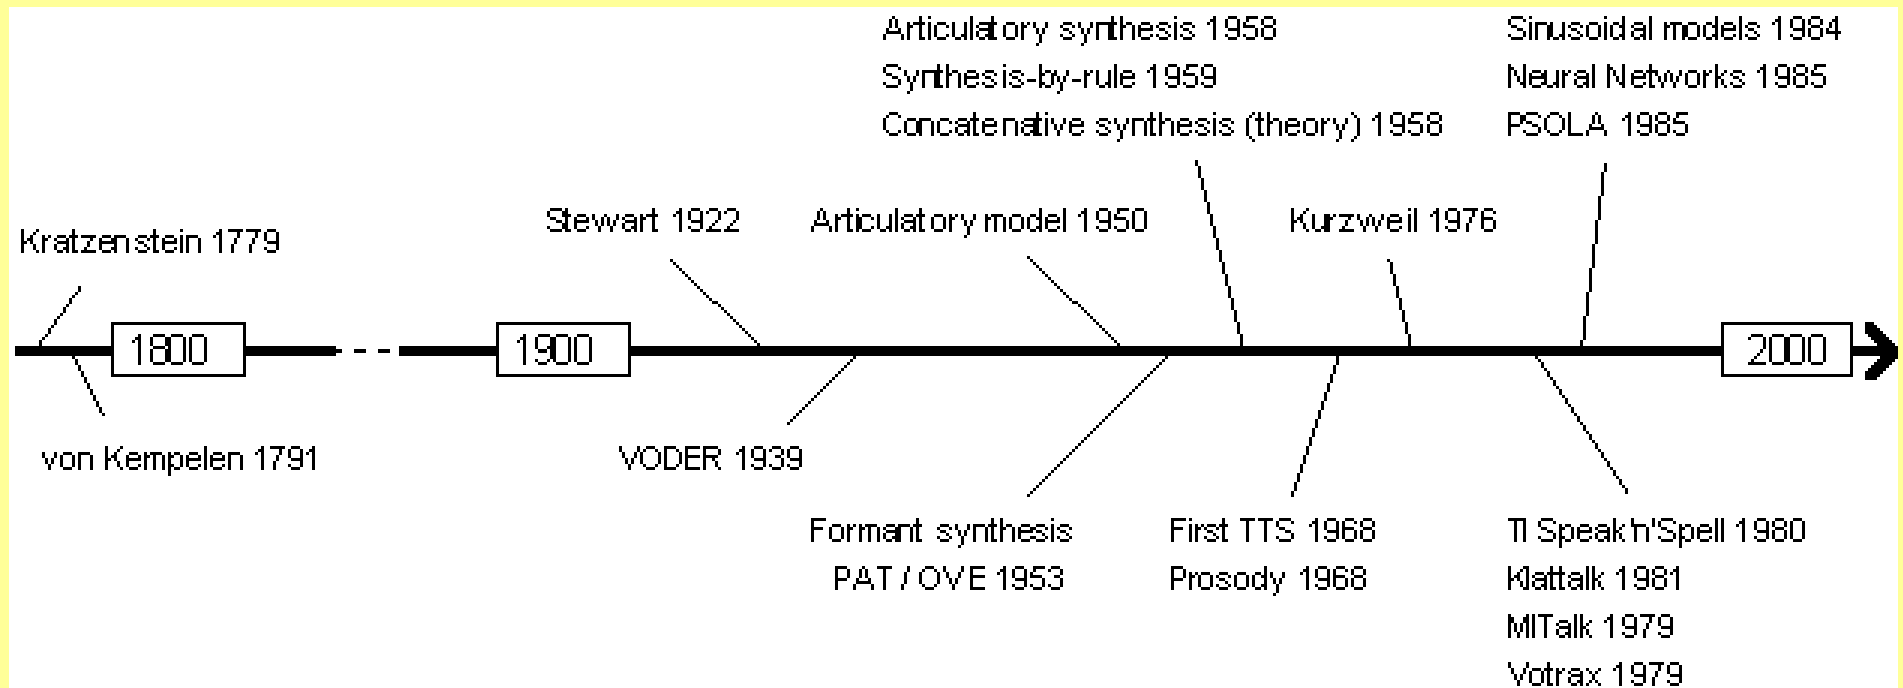 Articulatory synthesis 1958
Synthesis-by-rule 1959
Concatenative synthesis (theory) 1958
Sinusoidal models 1984
Neural Networks 1985
PSOLA 1985
Kratzenstein 1779
Stewart 1922
Articulatory model 1950
Kurzweil 1976
1800
1900
2000
von Kempelen 1791
VODER 1939
Formant synthesis
PAT / OVE 1953
First TTS 1968
Prosody 1968
TI Speak'n'Spell 1980
Klattalk 1981
MITalk 1979
Votrax 1979